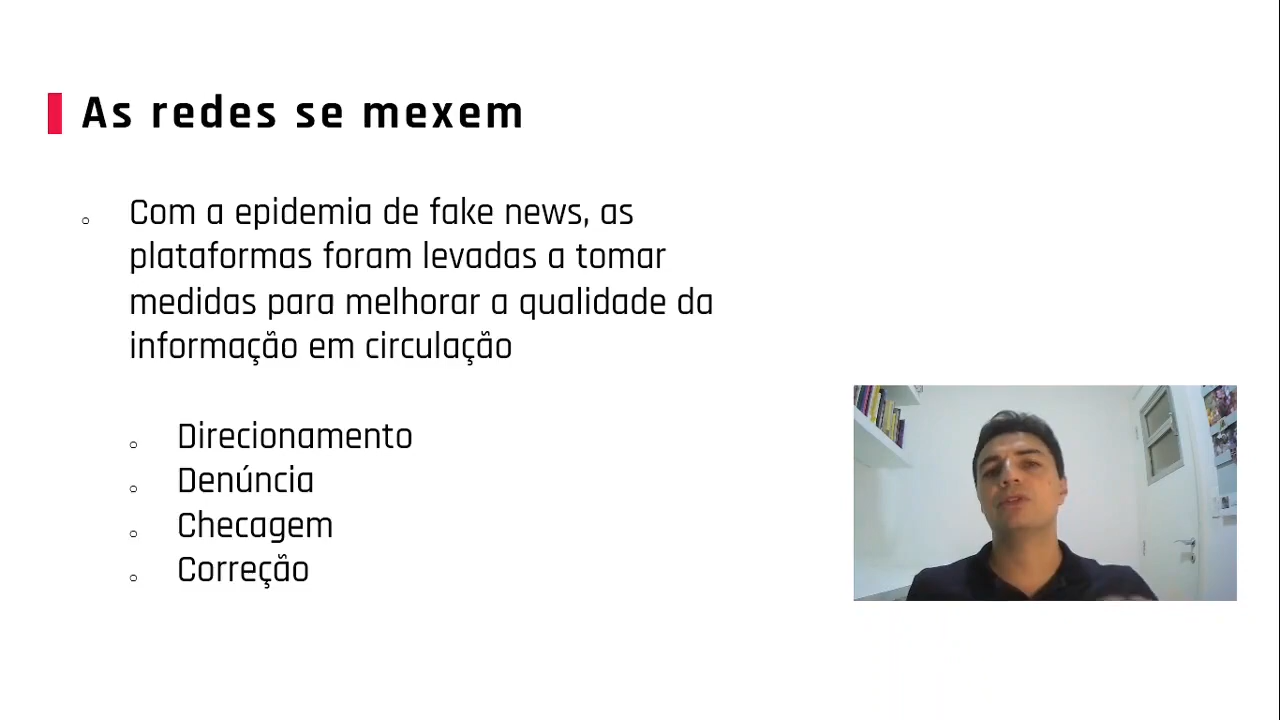 As redes se mexem
Com a epidemia de fake news, as
plataformas foram levadas a tomar
medidas para melhorar a qualidade da
informação em circulação
Direcionamento
Denúncia
Checagem
Correção